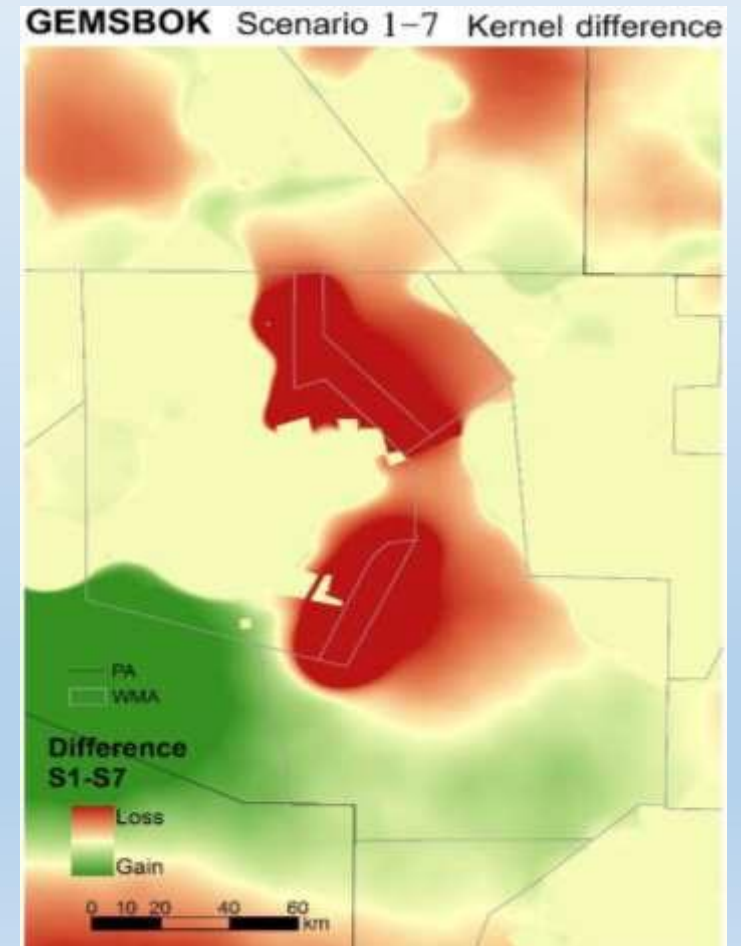 GEMSBOK Scenario 1–7 Kernel difference
PA
WMA
Difference
S1-S7
Loss
Gain
0 10 20 40 60
km